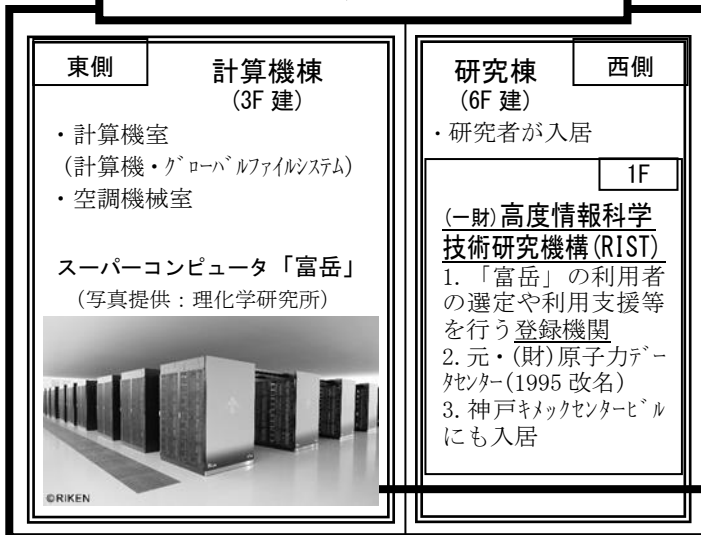 東側
計算機棟
(3F 建)
・計算機室
(計算機・ｸﾞﾛｰﾊﾞﾙﾌｧｲﾙｼｽﾃﾑ)
・空調機械室
スーパーコンピュータ「富岳」
(写真提供：理化学研究所)
©RIKEN
研究棟
西側
(6F 建)
・研究者が入居
1F
(一財)高度情報科学
技術研究機構(RIST)
1. 「富岳」の利用者
の選定や利用支援等
を行う登録機関
2. 元・(財)原子力ﾃﾞｰ
ﾀｾﾝﾀｰ(1995 改名)
3. 神戸ｷﾒｯｸｾﾝﾀｰﾋﾞﾙ
にも入居